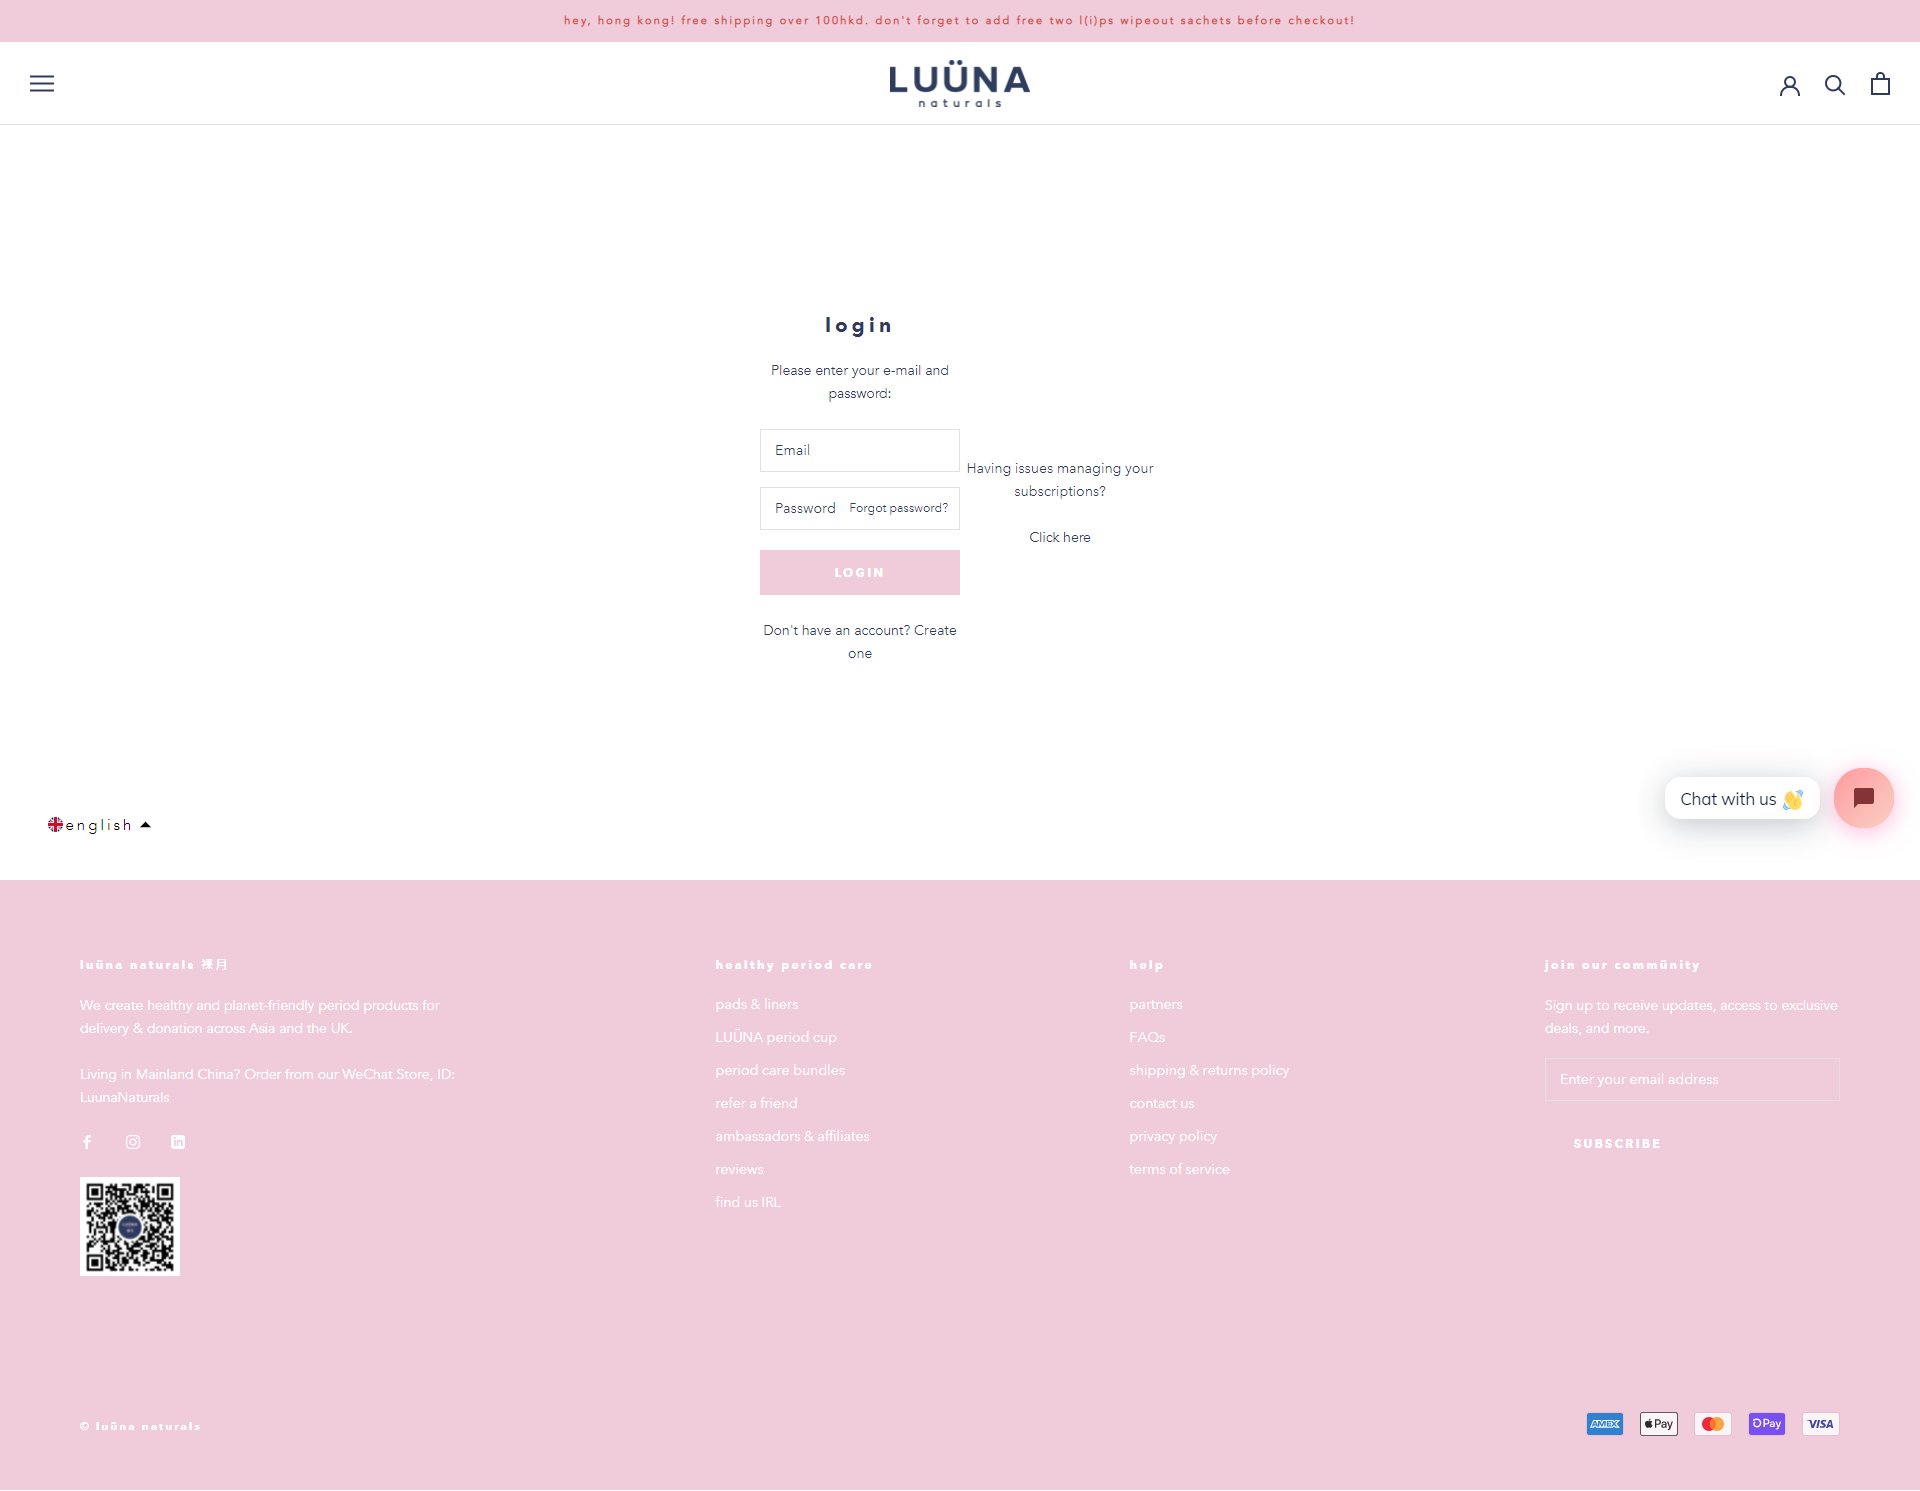 hey, hong kong! free shipping over 100hkd. don't forget to add free two l(i)ps wipeout sachets before checkout!
LUÜNA
naturals
login
Please enter your e-mail and
password:
Email
Password
Forgot password?
LOGIN
Don't have an account? Create
one
Having issues managing your
subscriptions?
Click here
english
Chat with us
luüna naturals 裸月
We create healthy and planet-friendly period products for
delivery & donation across Asia and the UK.
Living in Mainland China? Order from our WeChat Store, ID:
LuunaNaturals
healthy period care
pads & liners
LUÜNA period cup
period care bundles
refer a friend
ambassadors & affiliates
reviews
find us IRL
help
partners
FAQs
shipping & returns policy
contact us
privacy policy
terms of service
join our commünity
Sign up to receive updates, access to exclusive
deals, and more.
Enter your email address
SUBSCRIBE
© luüna naturals
AMEX
Pay
Pay
VISA